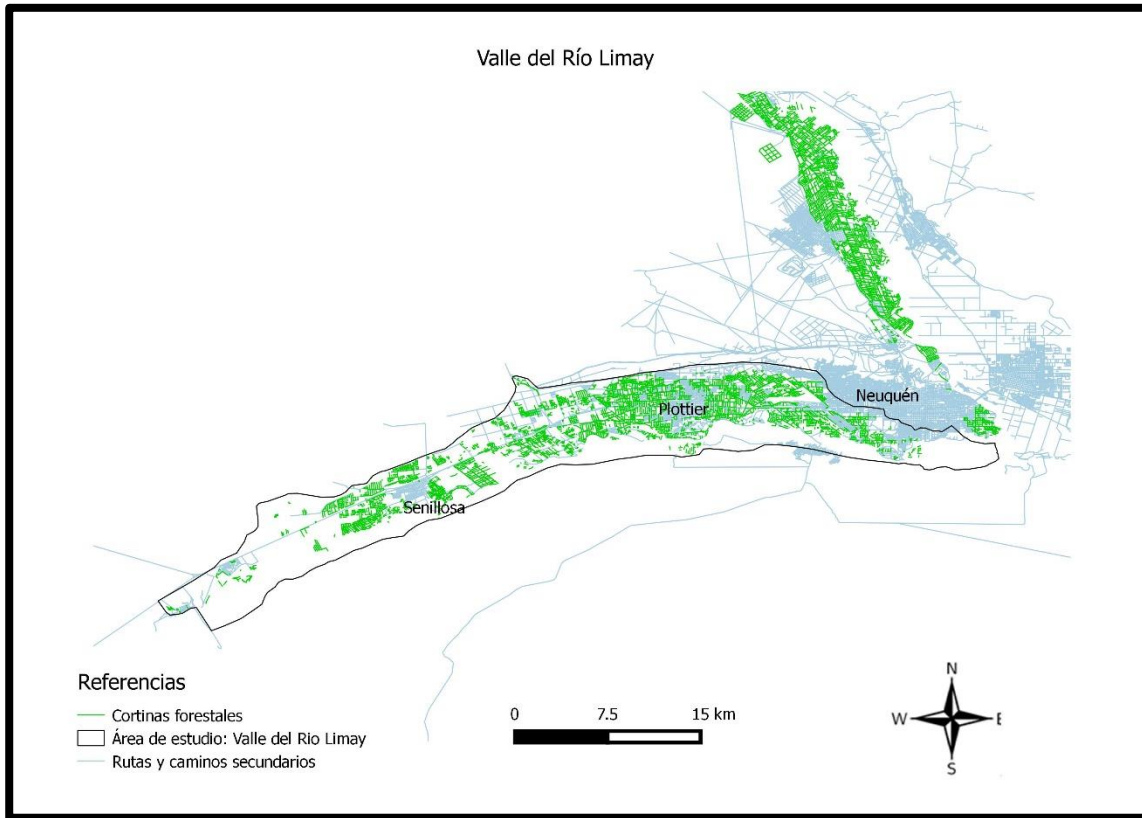 Valle del Río Limay
Neuquén
Plottier
Senillosa
Referencias
Cortinas forestales
Área de estudio: Valle del Rio Limay
Rutas y caminos secundarios
0 7.5 15 km
N
W E
S